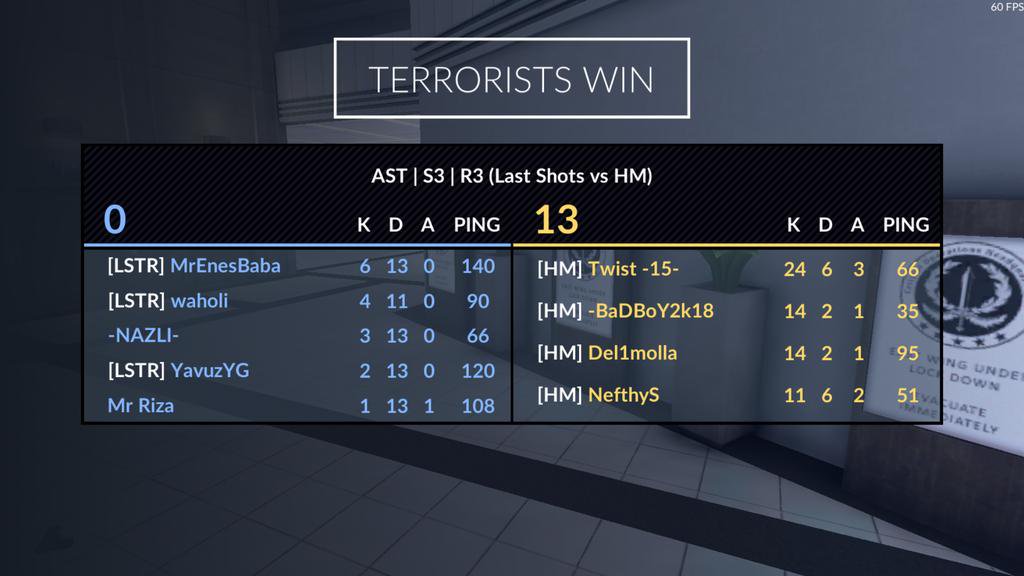 60 FPS
TERRORISTS WIN
AST | S3 | R3 (Last Shots vs HM)
0 K D A PING
[LSTR] MrEnesBaba 6 13 0 140
[LSTR] waholi 4 11 0 90
-NAZLI- 3 13 0 66
[LSTR] YavuzYG 2 13 0 120
Mr Riza 1 13 1 108
13 K D A PING
[HM] Twist -15- 24 6 3 66
[HM] -BaDBoY2k18 14 2 1 35
[HM] Del1molla 14 2 1 95
[HM] NefthyS 11 6 2 51
WING UNDER
LOCK DOWN
EVACUATE
IMMEDIATELY